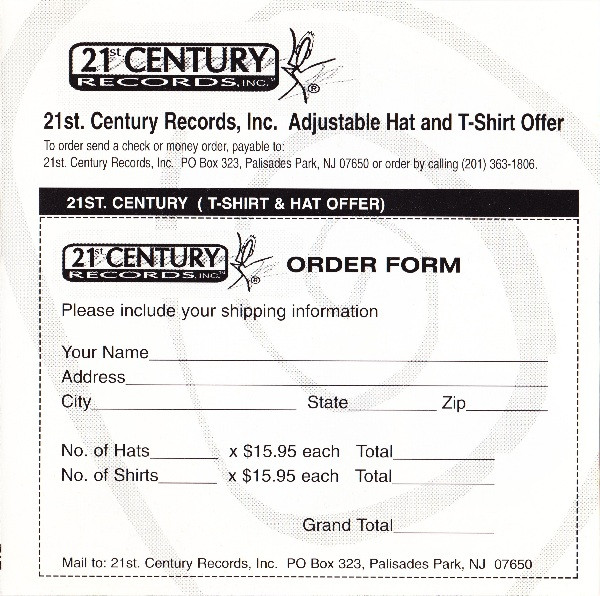 21st. CENTURY
RECORDS, INC.™
®
21st. Century Records, Inc. Adjustable Hat and T-Shirt Offer
To order send a check or money order, payable to:
21st. Century Records, Inc. PO Box 323, Palisades Park, NJ 07650 or order by calling (201) 363-1806.
21ST. CENTURY ( T-SHIRT & HAT OFFER)
21st. CENTURY
RECORDS, INC.™
®
ORDER FORM
Please include your shipping information
Your Name
Address
City State Zip
No. of Hats x $15.95 each Total
No. of Shirts x $15.95 each Total
Grand Total
Mail to: 21st. Century Records, Inc. PO Box 323, Palisades Park, NJ 07650